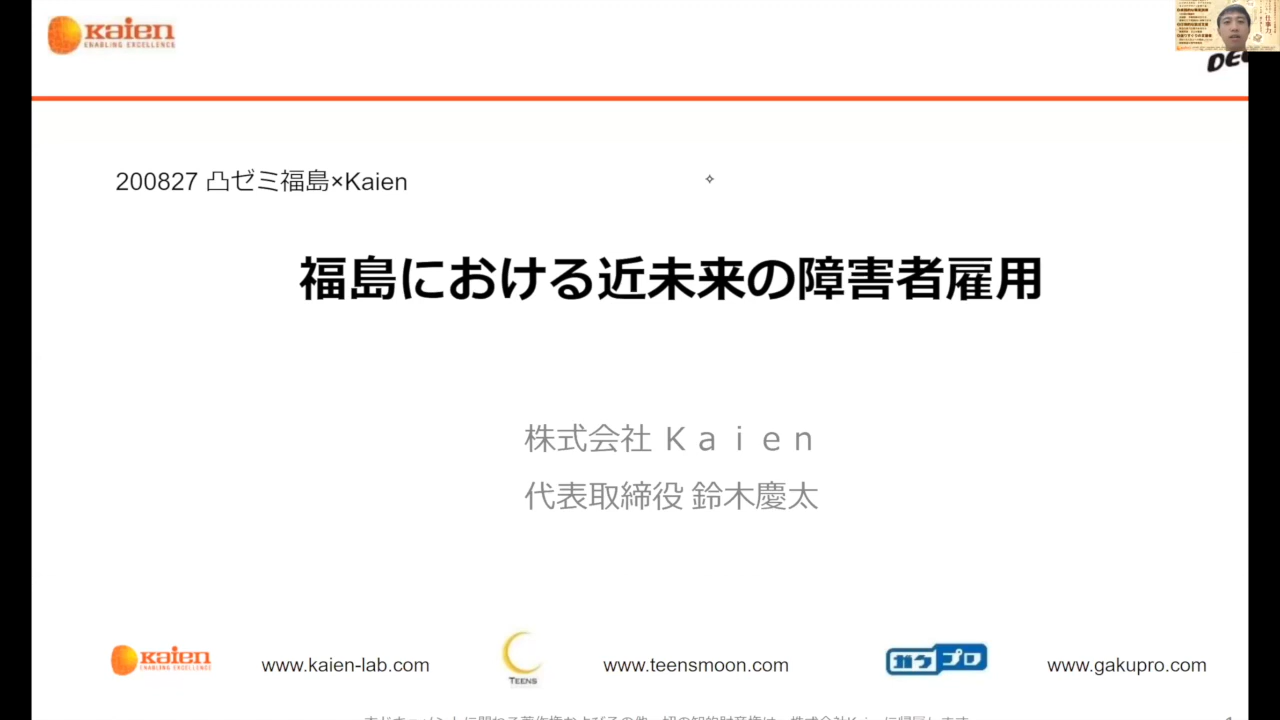 Kaien
ENABLING EXCELLENCE
200827 凸ゼミ福島×Kaien
福島における近未来の障害者雇用
株式会社 Ｋａｉｅｎ
代表取締役 鈴木慶太
Kaien
ENABLING EXCELLENCE
www.kaien-lab.com
TEENS
www.teensmoon.com
ガクプロ
www.gakupro.com